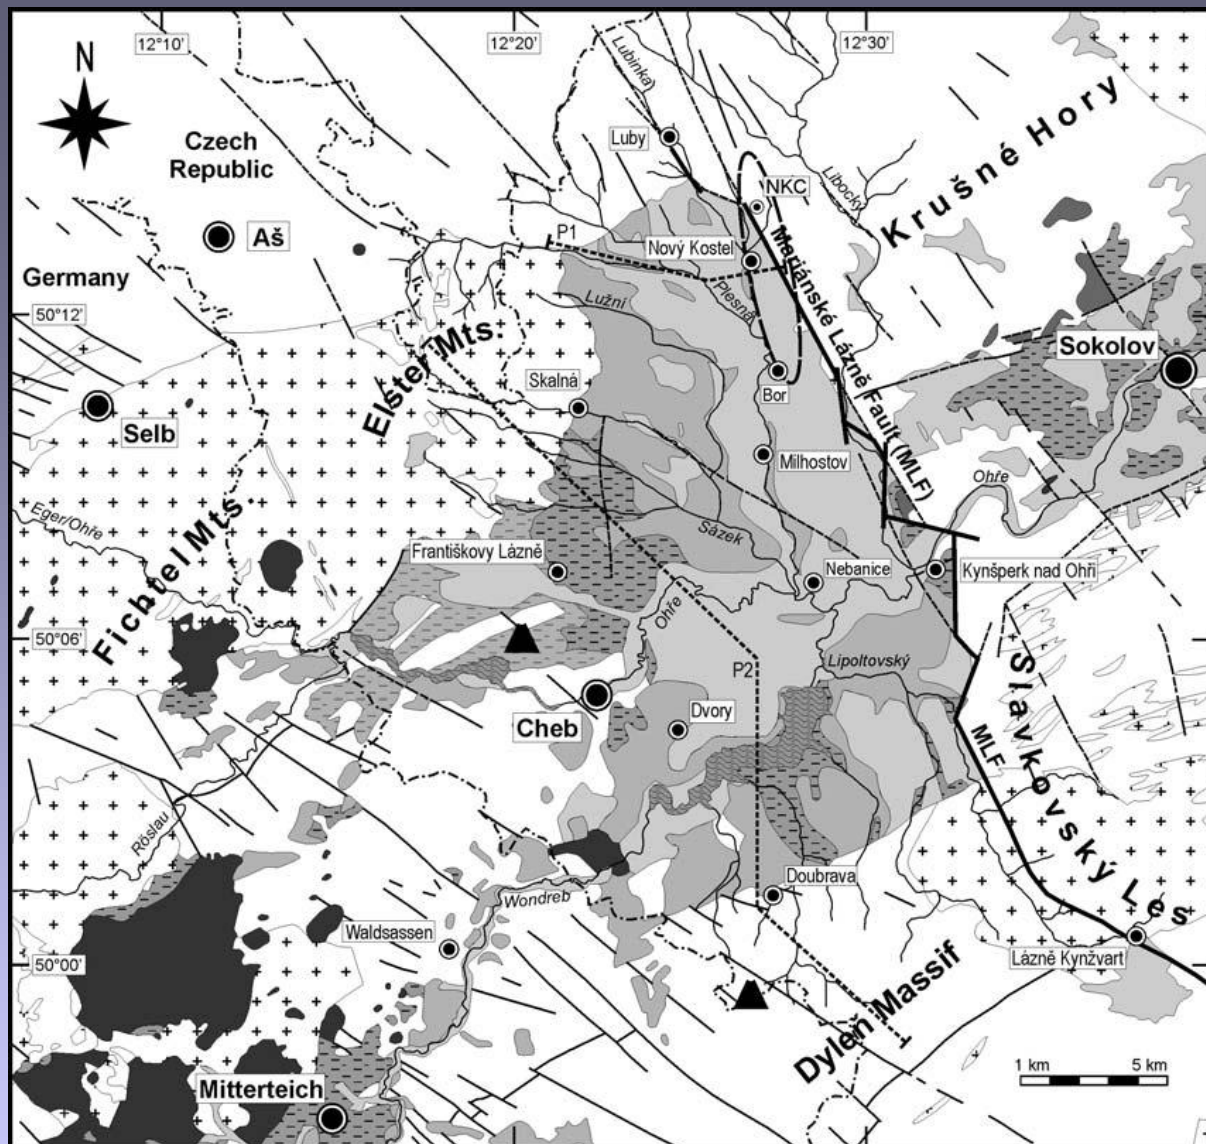 12°10'
12°20'
12°30'
N
Lubinka
Luby
Czech
Republic
Libocký
Krušné Hory
NKC
Aš
P1
Nový Kostel
Mariánské Lázně Fault (MLF)
Germany
Plesná
Lužní
50°12'
Elster Mts.
Sokolov
Skalná
Bor
Selb
Milhostov
Ohře
Eger/Ohře
Fichtel Mts.
Sázek
Františkovy Lázně
Nebanice
Kynšperk nad Ohří
Ohře
50°06'
Lipoltovský
P2
Slavkovský Les
Cheb
Dvory
MLF
Röslau
Doubrava
Wondreb
Waldsassen
Lázně Kynžvart
50°00'
Dyleň Massif
1 km
5 km
Mitterteich